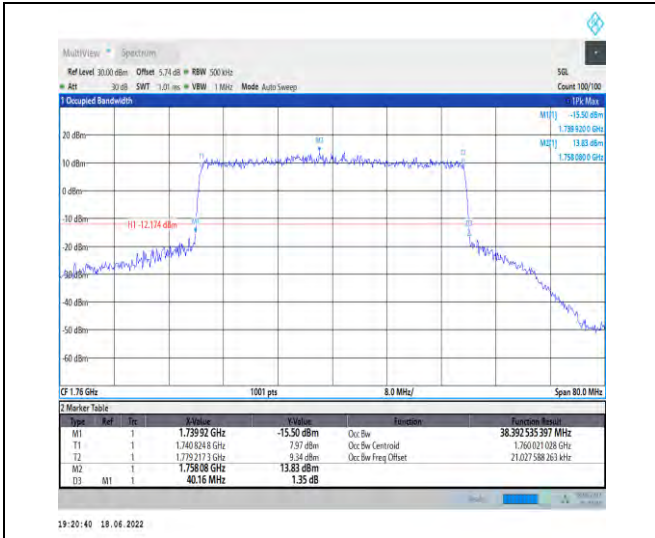 MultiView Spectrum
Ref Level 30.00 dBm Offset 5.74 dB RBW 500 kHz SGL
Att 30 dB SWT 1.01 ms VBW 1 MHz Mode Auto Sweep Count 100/100
1 Occupied Bandwidth 1Pk Max
M1[1] -15.50 dBm
1.739 920 0 GHz
M2[1] 13.83 dBm
1.758 080 0 GHz
20 dBm
10 dBm
0 dBm
-10 dBm
H1 -12.174 dBm
-20 dBm
-30 dBm
-40 dBm
-50 dBm
-60 dBm
CF 1.76 GHz 1001 pts 8.0 MHz/ Span 80.0 MHz
2 Marker Table
Type Ref Trc X-Value Y-Value Function Function Result
M1 1 1.739 92 GHz -15.50 dBm Occ Bw 38.392 535 397 MHz
T1 1 1.740 824 8 GHz 7.97 dBm Occ Bw Centroid 1.760 021 028 GHz
T2 1 1.779 217 3 GHz 9.34 dBm Occ Bw Freq Offset 21.027 588 263 kHz
M2 1 1.758 08 GHz 13.83 dBm
D3 M1 1 40.16 MHz 1.35 dB
19:20:40 18.06.2022